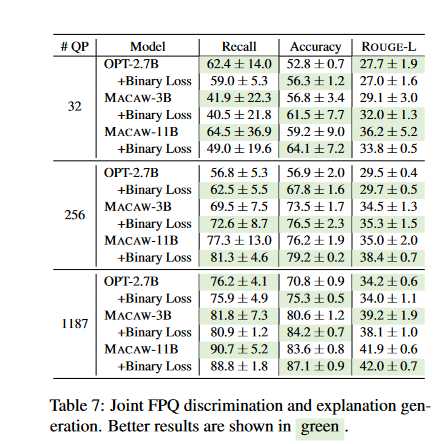 # QP Model Recall Accuracy ROUGE-L
32
OPT-2.7B 62.4 ± 14.0 52.8 ± 0.7 27.7 ± 1.9
+Binary Loss 59.0 ± 5.3 56.3 ± 1.2 27.0 ± 1.6
MACAW-3B 41.9 ± 22.3 56.8 ± 3.4 29.1 ± 3.0
+Binary Loss 40.5 ± 21.8 61.5 ± 7.7 32.0 ± 1.3
MACAW-11B 64.5 ± 36.9 59.2 ± 9.0 36.2 ± 5.2
+Binary Loss 49.0 ± 19.6 64.1 ± 7.2 33.8 ± 0.5
256
OPT-2.7B 56.8 ± 5.3 56.9 ± 2.0 29.5 ± 0.4
+Binary Loss 62.5 ± 5.5 67.8 ± 1.6 29.7 ± 0.5
MACAW-3B 69.5 ± 7.5 73.5 ± 1.7 34.5 ± 1.3
+Binary Loss 72.6 ± 8.7 76.5 ± 2.3 35.3 ± 1.5
MACAW-11B 77.3 ± 13.0 76.2 ± 1.9 35.0 ± 2.0
+Binary Loss 81.3 ± 4.6 79.2 ± 0.2 38.4 ± 0.7
1187
OPT-2.7B 76.2 ± 4.1 70.8 ± 0.9 34.2 ± 0.6
+Binary Loss 75.9 ± 4.9 75.3 ± 0.5 34.0 ± 1.1
MACAW-3B 81.8 ± 7.3 80.6 ± 1.2 39.2 ± 1.9
+Binary Loss 80.9 ± 1.2 84.2 ± 0.7 38.1 ± 1.0
MACAW-11B 90.7 ± 5.2 83.6 ± 0.8 41.9 ± 0.6
+Binary Loss 88.8 ± 1.8 87.1 ± 0.9 42.0 ± 0.7
Table 7: Joint FPQ discrimination and explanation gen-
eration. Better results are shown in green .